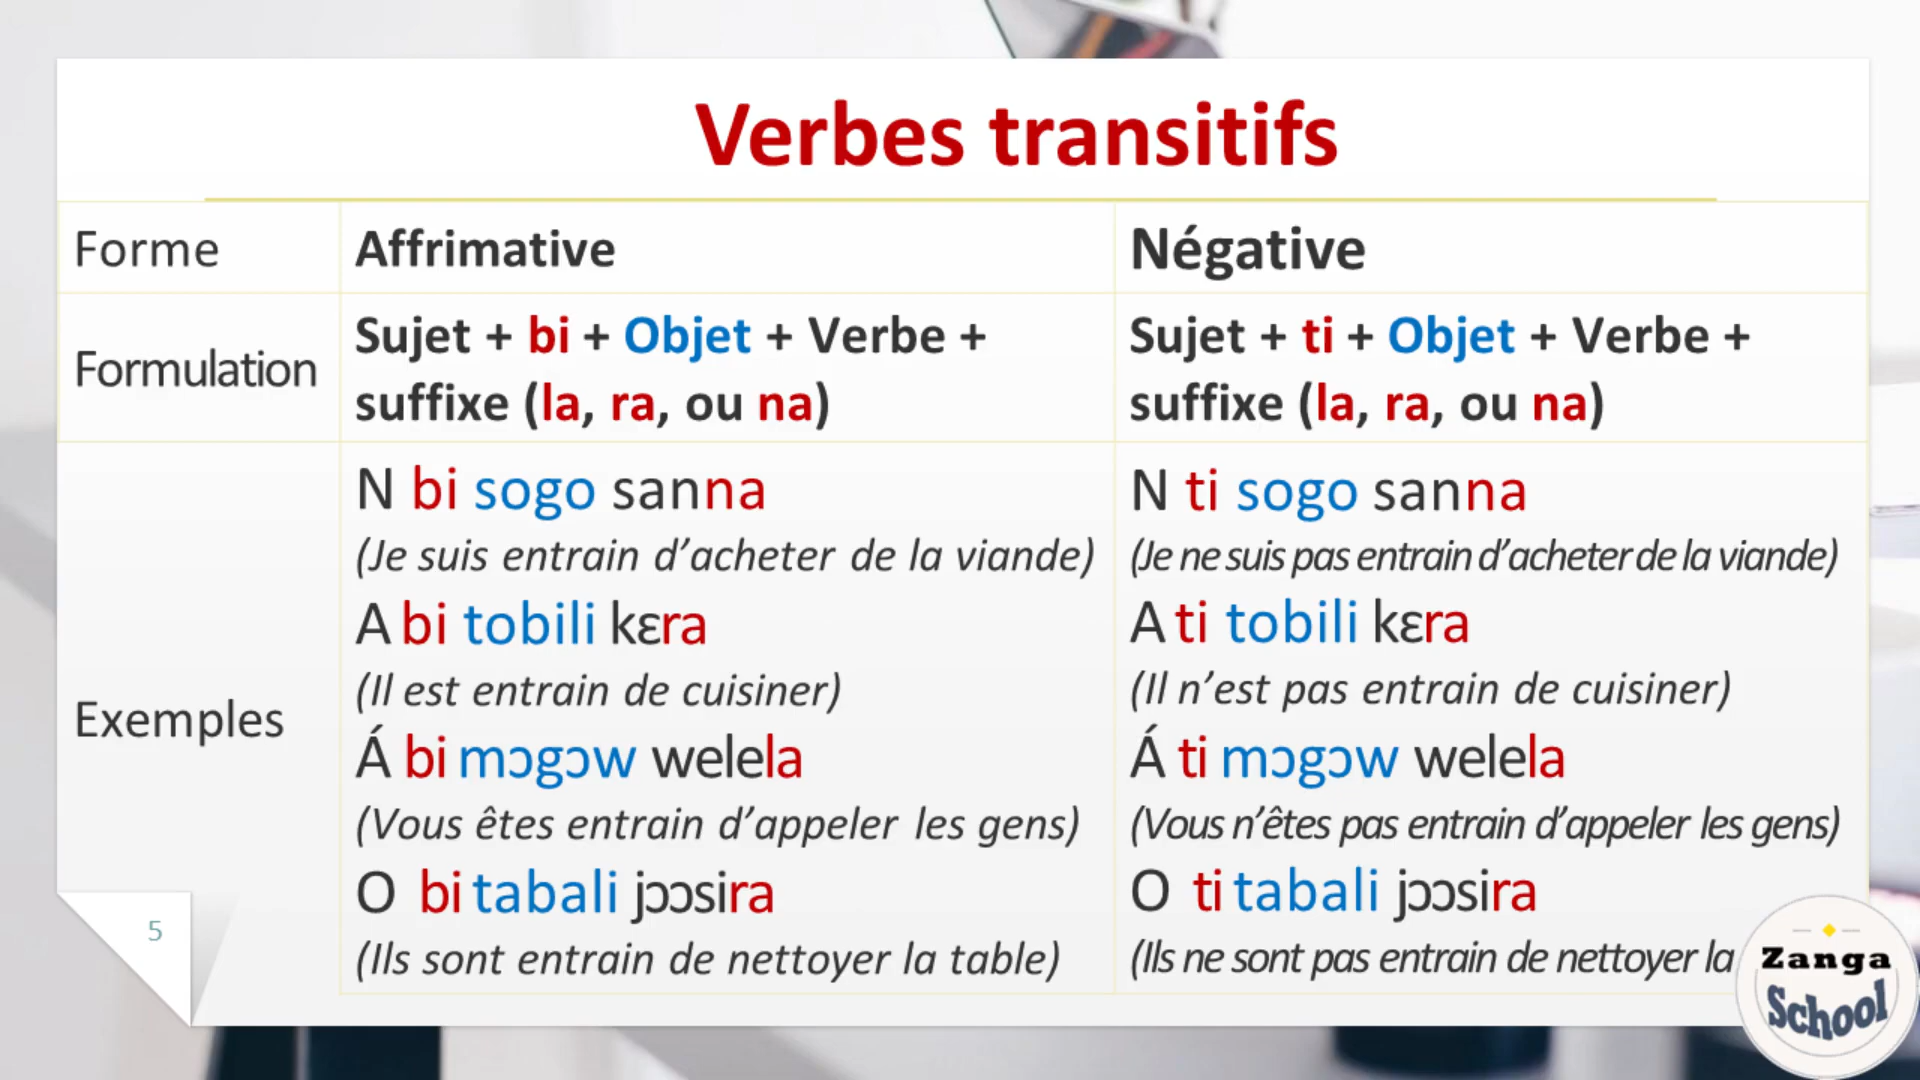 Verbes transitifs
Forme
Affrimative
Négative
Formulation
Sujet + bi + Objet + Verbe +
suffixe (la, ra, ou na)
Sujet + ti + Objet + Verbe +
suffixe (la, ra, ou na)
Exemples
N bi sogo sanna
(Je suis entrain d’acheter de la viande)
A bi tobili kɛra
(Il est entrain de cuisiner)
Á bi mɔgɔw welela
(Vous êtes entrain d’appeler les gens)
O bi tabali jɔɔsira
(Ils sont entrain de nettoyer la table)
N ti sogo sanna
(Je ne suis pas entrain d’acheter de la viande)
A ti tobili kɛra
(Il n’est pas entrain de cuisiner)
Á ti mɔgɔw welela
(Vous n’êtes pas entrain d’appeler les gens)
O ti tabali jɔɔsira
(Ils ne sont pas entrain de nettoyer la
5
Zanga
School